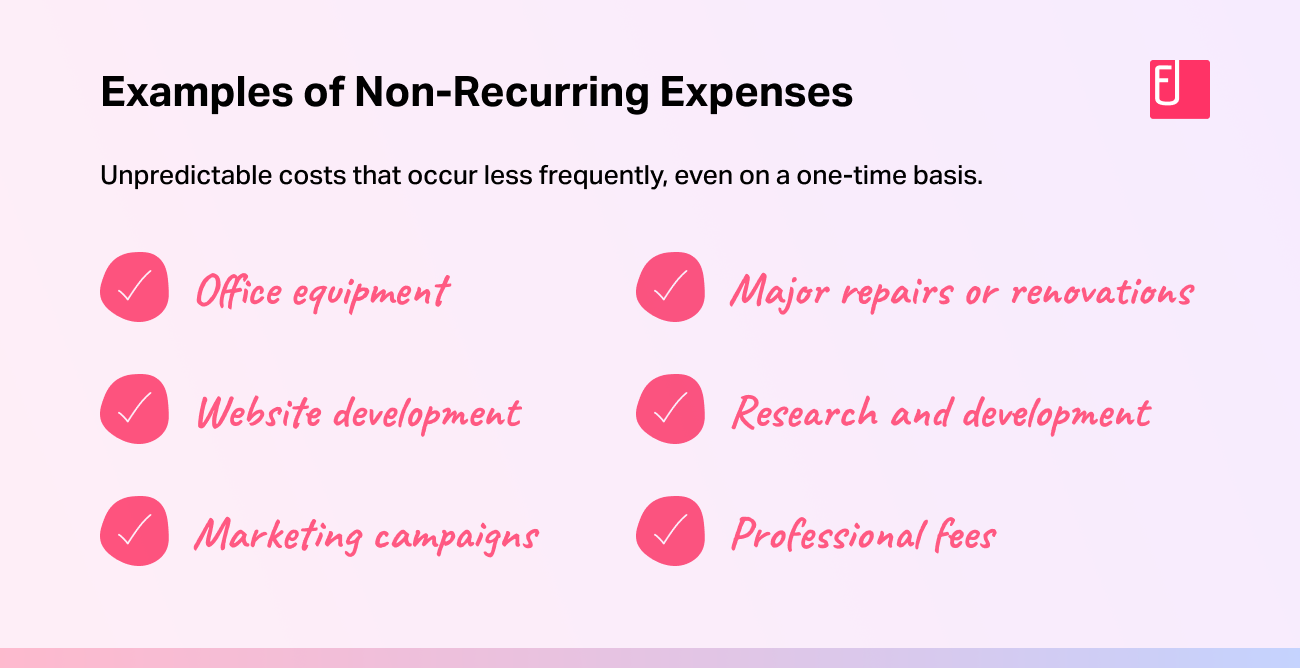 Examples of Non-Recurring Expenses
FJ
Unpredictable costs that occur less frequently, even on a one-time basis.
Office equipment
Major repairs or renovations
Website development
Research and development
Marketing campaigns
Professional fees